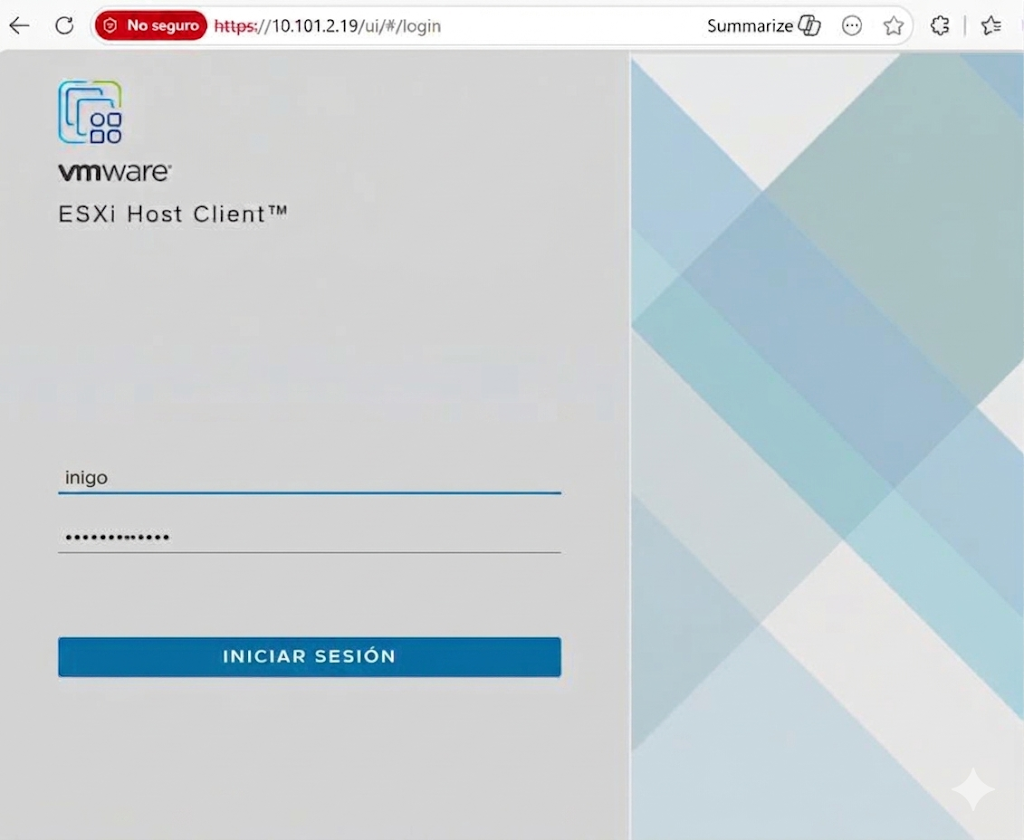 No seguro https://10.101.2.19/ui/#/login Summarize
vmware®
ESXi Host Client™
inigo
••••••••••••
INICIAR SESIÓN